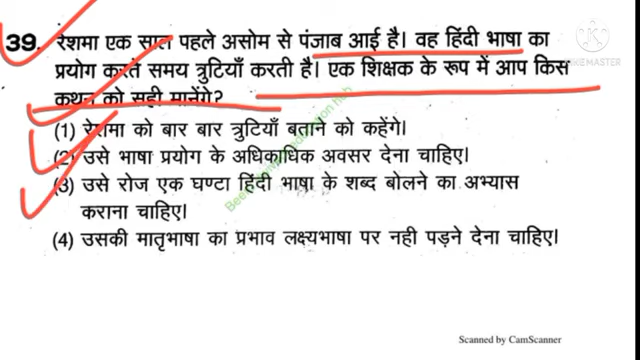 39. रेशमा एक साल पहले असोम से पंजाब आई है। वह हिंदी भाषा का
प्रयोग करते समय त्रुटियाँ करती है। एक शिक्षक के रूप में आप किस
कथन को सही मानेंगे?
(1) रेशमा को बार बार त्रुटियाँ बताने को कहेंगे।
(2) उसे भाषा प्रयोग के अधिकाधिक अवसर देना चाहिए।
(3) उसे रोज एक घण्टा हिंदी भाषा के शब्द बोलने का अभ्यास
कराना चाहिए।
(4) उसकी मातृभाषा का प्रभाव लक्ष्यभाषा पर नही पड़ने देना चाहिए।
Made with
KINEMASTER
Scanned by CamScanner